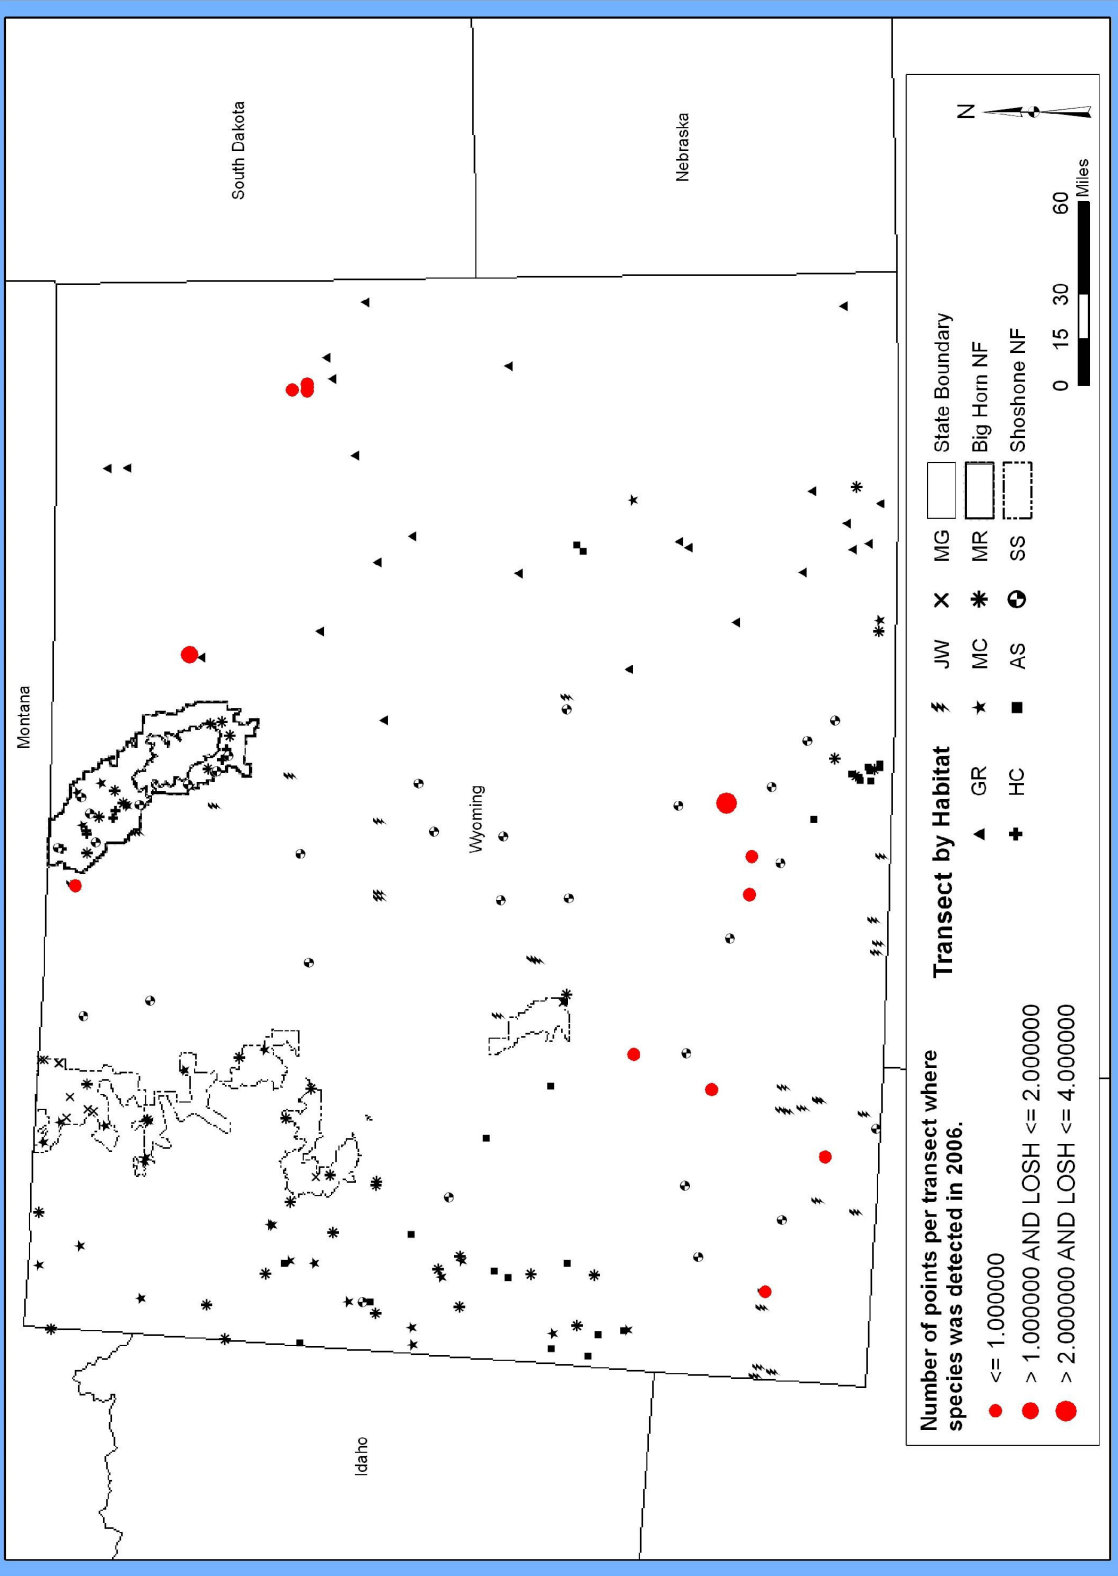 Montana
South Dakota
Wyoming
Idaho
Nebraska
Number of points per transect where
species was detected in 2006.
<= 1.000000
> 1.000000 AND LOSH <= 2.000000
> 2.000000 AND LOSH <= 4.000000
Transect by Habitat
GR
JW
MG
HC
MC
MR
AS
SS
State Boundary
Big Horn NF
Shoshone NF
N
0 15 30 60
Miles